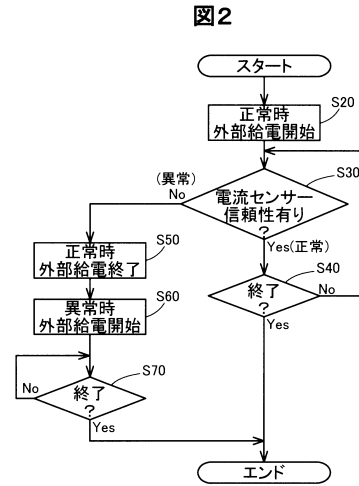 図2
スタート
S20
正常時
外部給電開始
S30
電流センサー
信頼性有り
?
(異常)
No
Yes(正常)
S50
正常時
外部給電終了
S40
終了
?
No
Yes
S60
異常時
外部給電開始
S70
終了
?
No
Yes
エンド